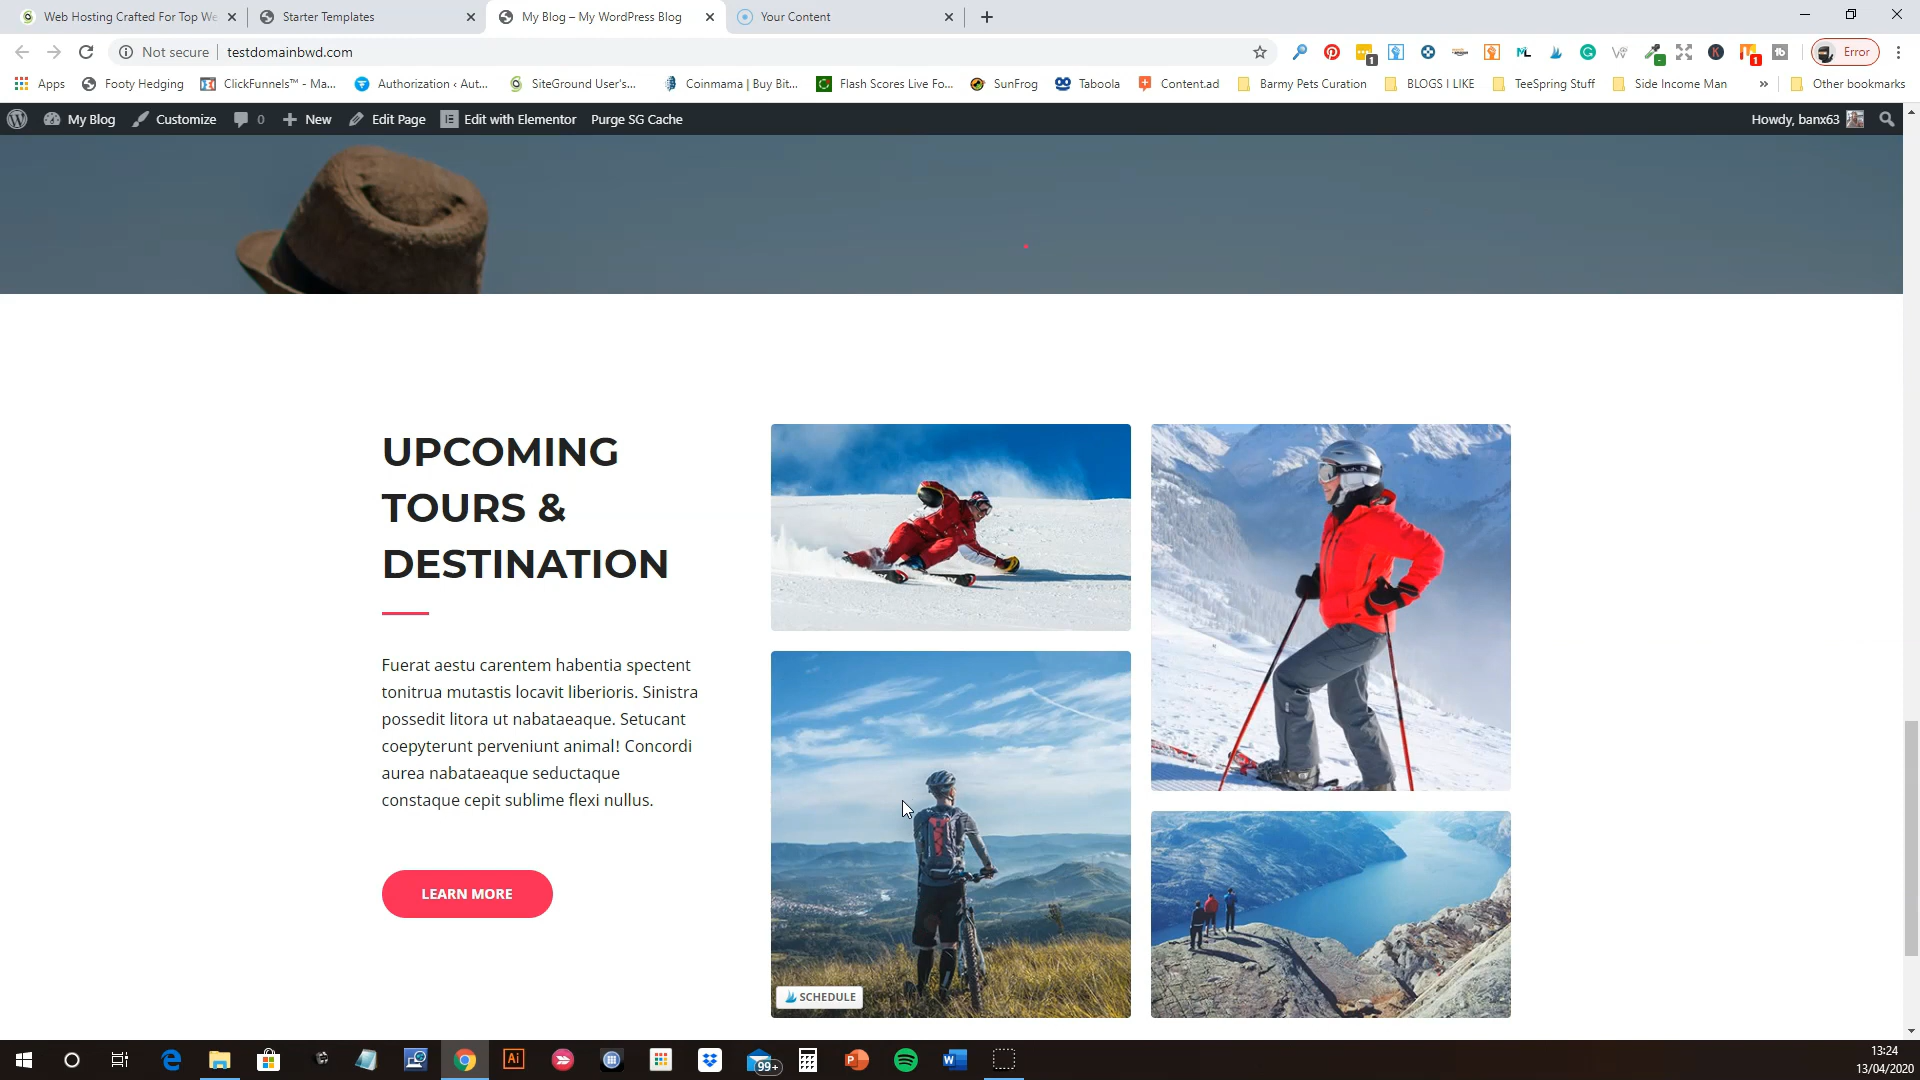 Web Hosting Crafted For Top We
Starter Templates
My Blog – My WordPress Blog
Your Content
Not secure
testdomainbwd.com
1
1
Error
Apps
Footy Hedging
ClickFunnels™ - Ma...
Authorization ‹ Aut...
SiteGround User's...
Coinmama | Buy Bit...
Flash Scores Live Fo...
SunFrog
Taboola
Content.ad
Barmy Pets Curation
BLOGS I LIKE
TeeSpring Stuff
Side Income Man
»
Other bookmarks
My Blog
Customize
0
New
Edit Page
Edit with Elementor
Purge SG Cache
Howdy, banx63
UPCOMING
TOURS &
DESTINATION
Fuerat aestu carentem habentia spectent
tonitrua mutastis locavit liberioris. Sinistra
possedit litora ut nabataeaque. Setucant
coepyterunt perveniunt animal! Concordi
aurea nabataeaque seductaque
constaque cepit sublime flexi nullus.
LEARN MORE
SCHEDULE
Ai
99+
13:24
13/04/2020